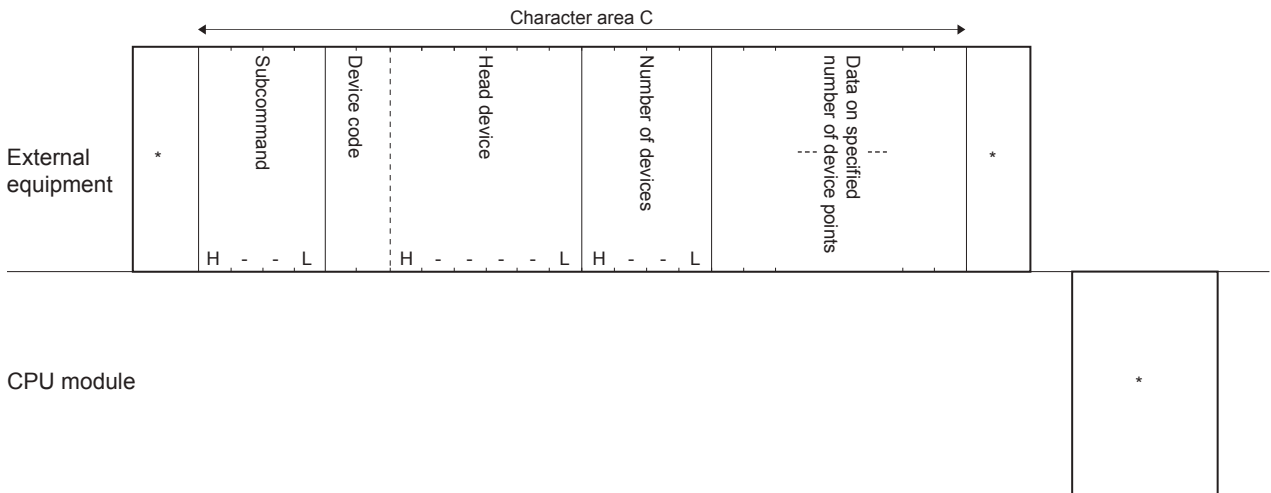 Character area C
Subcommand
Device code
Head device
Number of devices
Data on specified
number of device points
External
equipment
*
*
H - - L
H - - - - L
H - - L
CPU module
*